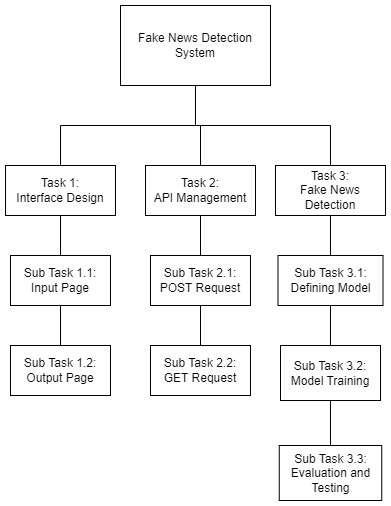 Fake News Detection
System
Task 1:
Interface Design
Task 2:
API Management
Task 3:
Fake News
Detection
Sub Task 1.1:
Input Page
Sub Task 2.1:
POST Request
Sub Task 3.1:
Defining Model
Sub Task 1.2:
Output Page
Sub Task 2.2:
GET Request
Sub Task 3.2:
Model Training
Sub Task 3.3:
Evaluation and
Testing